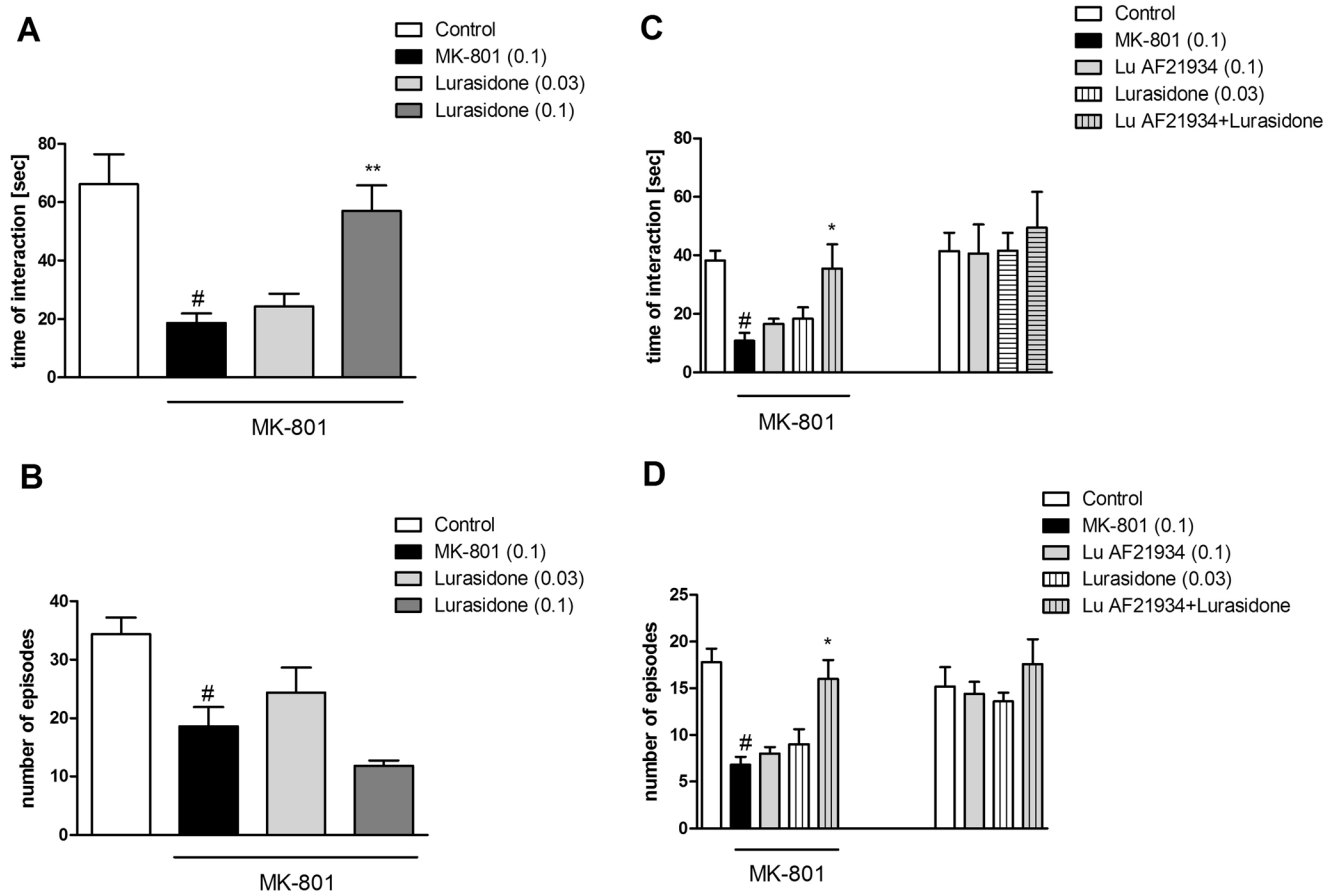 A
Control
MK-801 (0.1)
Lurasidone (0.03)
Lurasidone (0.1)
time of interaction [sec]
80
60
40
20
0
#
**
MK-801
B
Control
MK-801 (0.1)
Lurasidone (0.03)
Lurasidone (0.1)
number of episodes
40
30
20
10
0
#
MK-801
C
Control
MK-801 (0.1)
Lu AF21934 (0.1)
Lurasidone (0.03)
Lu AF21934+Lurasidone
time of interaction [sec]
80
60
40
20
0
#
*
MK-801
D
Control
MK-801 (0.1)
Lu AF21934 (0.1)
Lurasidone (0.03)
Lu AF21934+Lurasidone
number of episodes
25
20
15
10
5
0
#
*
MK-801